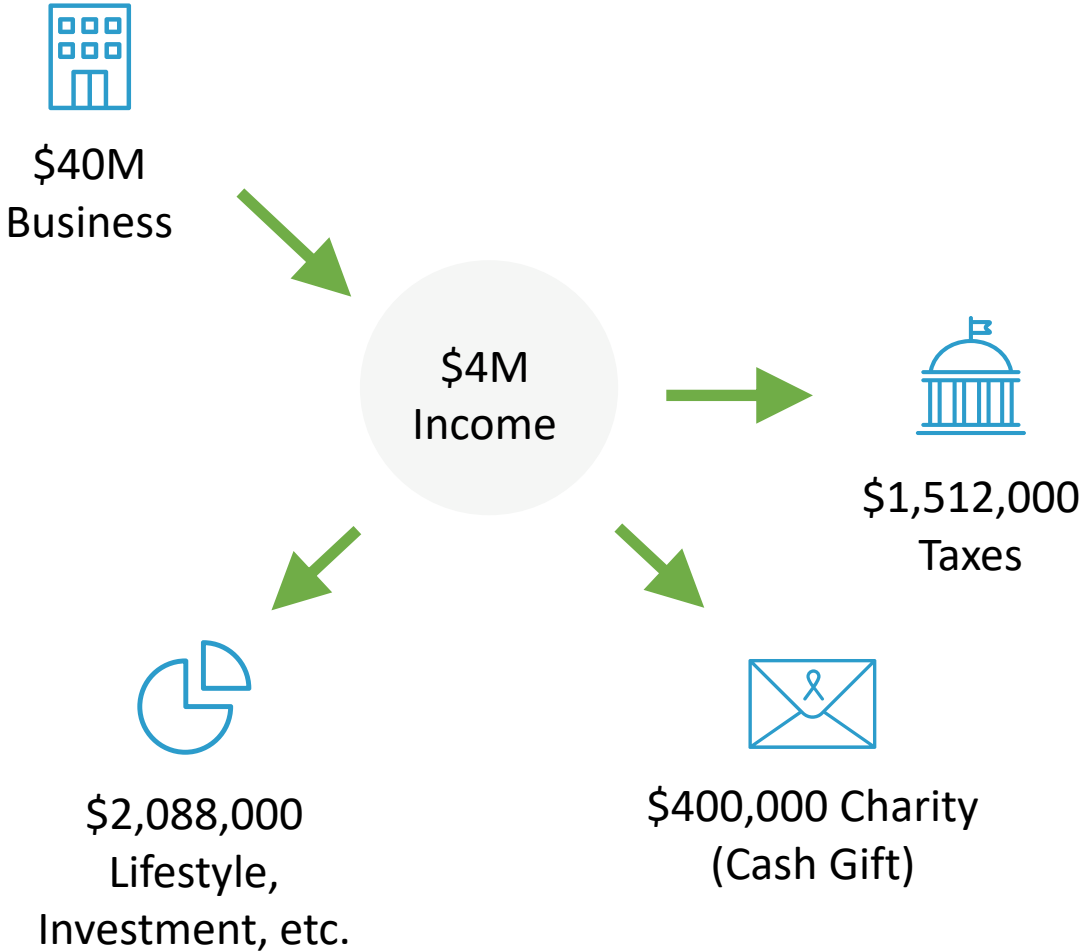 $40M
Business
$4M
Income
$1,512,000
Taxes
$2,088,000
Lifestyle,
Investment, etc.
$400,000 Charity
(Cash Gift)